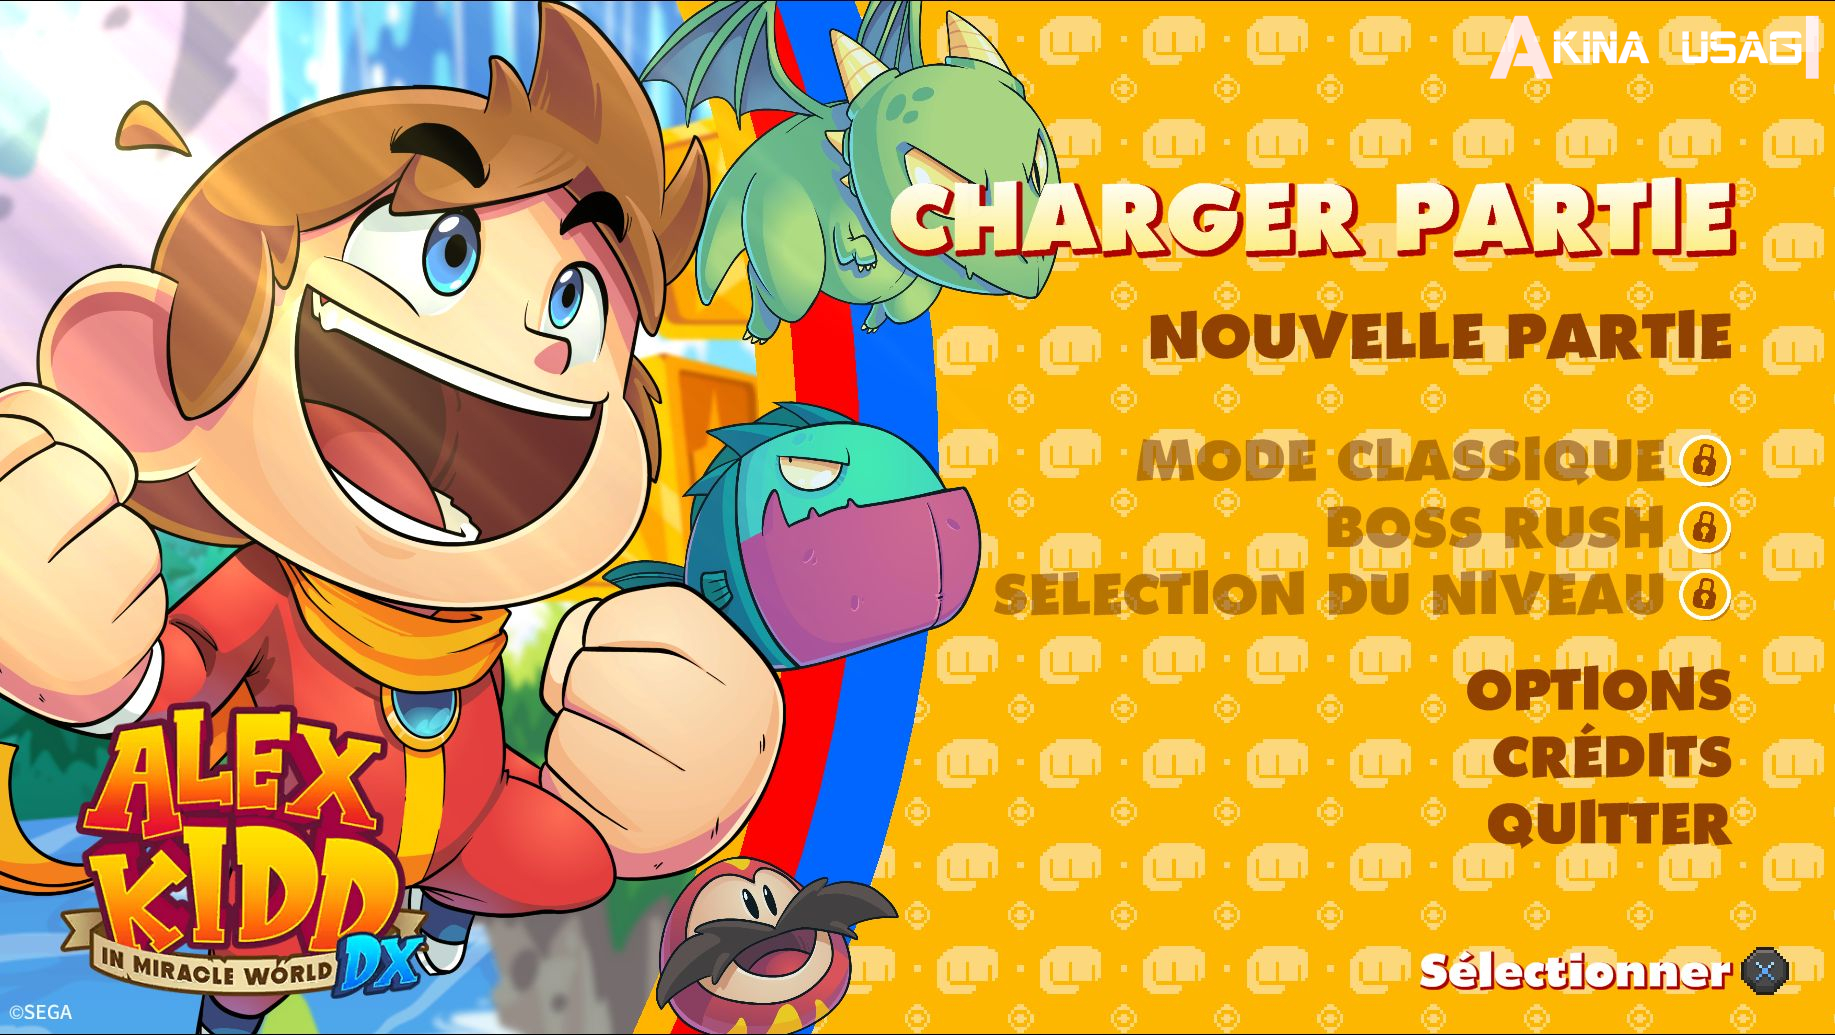 AKINA USAGI
CHARGER PARTIE
NOUVELLE PARTIE
MODE CLASSIQUE
BOSS RUSH
SELECTION DU NIVEAU
OPTIONS
CRÉDITS
QUITTER
Sélectionner
ALEX
KIDD
IN MIRACLE WORLD
DX
©SEGA